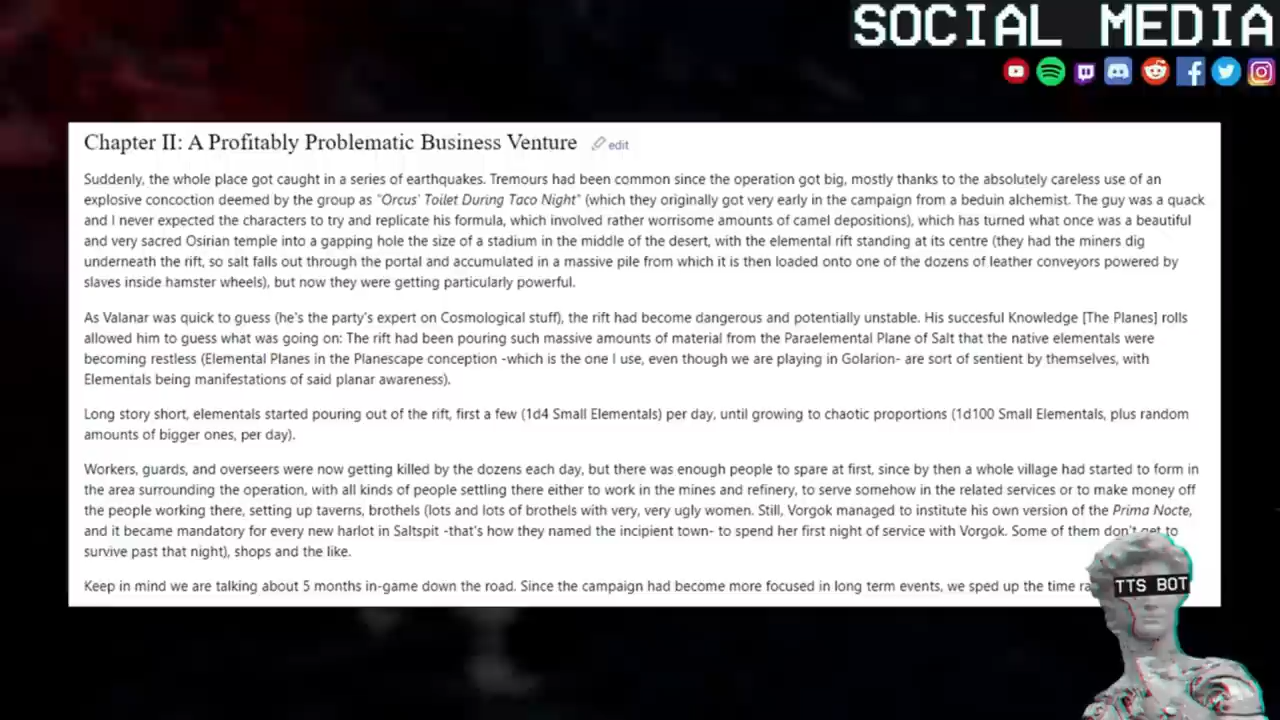 SOCIAL MEDIA
Chapter II: A Profitably Problematic Business Venture edit
Suddenly, the whole place got caught in a series of earthquakes. Tremours had been common since the operation got big, mostly thanks to the absolutely careless use of an
explosive concoction deemed by the group as "Orcus' Toilet During Taco Night" (which they originally got very early in the campaign from a beduin alchemist. The guy was a quack
and I never expected the characters to try and replicate his formula, which involved rather worrisome amounts of camel depositions), which has turned what once was a beautiful
and very sacred Osirian temple into a gapping hole the size of a stadium in the middle of the desert, with the elemental rift standing at its centre (they had the miners dig
underneath the rift, so salt falls out through the portal and accumulated in a massive pile from which it is then loaded onto one of the dozens of leather conveyors powered by
slaves inside hamster wheels), but now they were getting particularly powerful.
As Valanar was quick to guess (he's the party's expert on Cosmological stuff), the rift had become dangerous and potentially unstable. His succesful Knowledge [The Planes] rolls
allowed him to guess what was going on: The rift had been pouring such massive amounts of material from the Paraelemental Plane of Salt that the native elementals were
becoming restless (Elemental Planes in the Planescape conception -which is the one I use, even though we are playing in Golarion- are sort of sentient by themselves, with
Elementals being manifestations of said planar awareness).
Long story short, elementals started pouring out of the rift, first a few (1d4 Small Elementals) per day, until growing to chaotic proportions (1d100 Small Elementals, plus random
amounts of bigger ones, per day).
Workers, guards, and overseers were now getting killed by the dozens each day, but there was enough people to spare at first, since by then a whole village had started to form in
the area surrounding the operation, with all kinds of people settling there either to work in the mines and refinery, to serve somehow in the related services or to make money off
the people working there, setting up taverns, brothels (lots and lots of brothels with very, very ugly women. Still, Vorgok managed to institute his own version of the Prima Nocte,
and it became mandatory for every new harlot in Saltspit -that's how they named the incipient town- to spend her first night of service with Vorgok. Some of them don't get to
survive past that night), shops and the like.
Keep in mind we are talking about 5 months in-game down the road. Since the campaign had become more focused in long term events, we sped up the time
TTS BOT